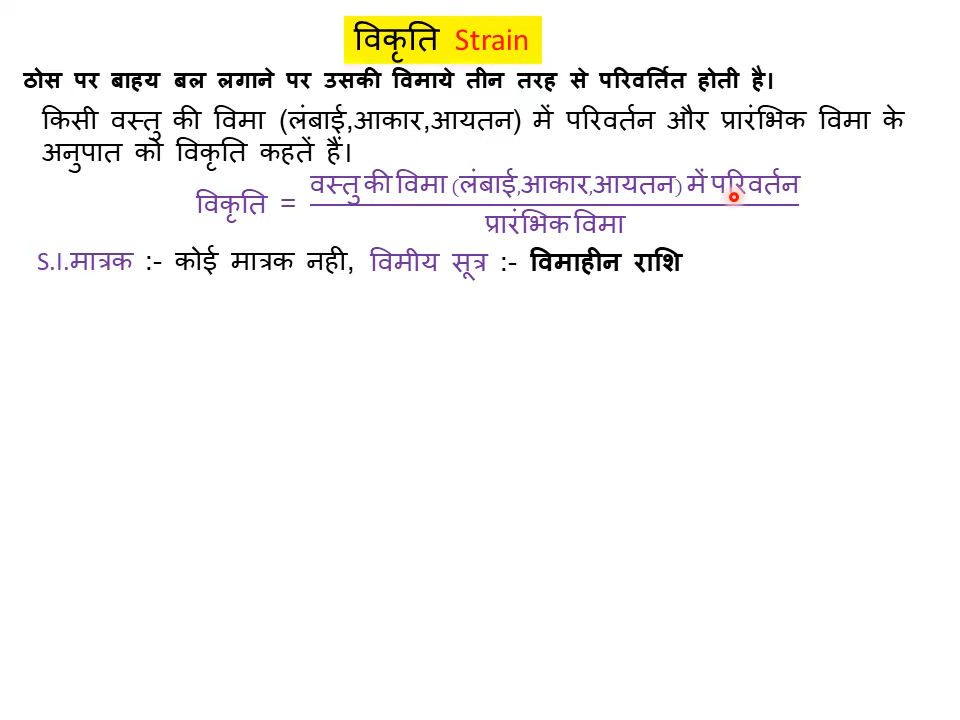 विकृति Strain
ठोस पर बाहय बल लगाने पर उसकी विमाये तीन तरह से परिवर्तित होती है।
किसी वस्तु की विमा (लंबाई,आकार,आयतन) में परिवर्तन और प्रारंभिक विमा के
अनुपात को विकृति कहतें हैं।
विकृति = वस्तु की विमा (लंबाई,आकार,आयतन) में परिवर्तन
प्रारंभिक विमा
S.I.मात्रक :- कोई मात्रक नही, विमीय सूत्र :- विमाहीन राशि